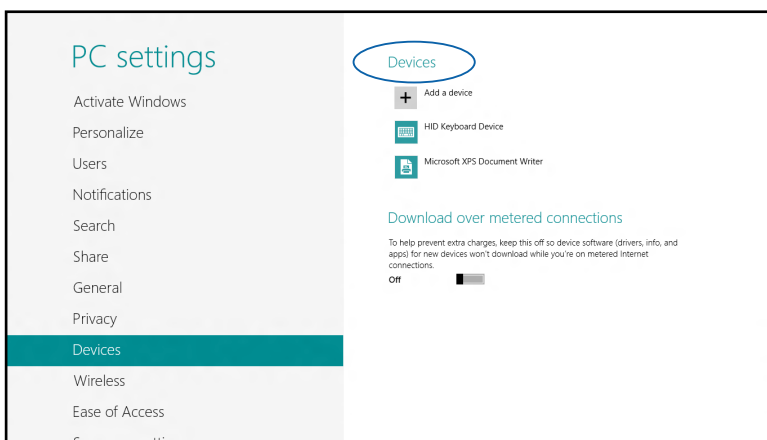 PC settings
Activate Windows
Personalize
Users
Notifications
Search
Share
General
Privacy
Devices
Wireless
Ease of Access
Devices
Add a device
HID Keyboard Device
Microsoft XPS Document Writer
Download over metered connections
To help prevent extra charges, keep this off so device software (drivers, info, and
apps) for new devices won't download while you're on metered Internet
connections.
Off